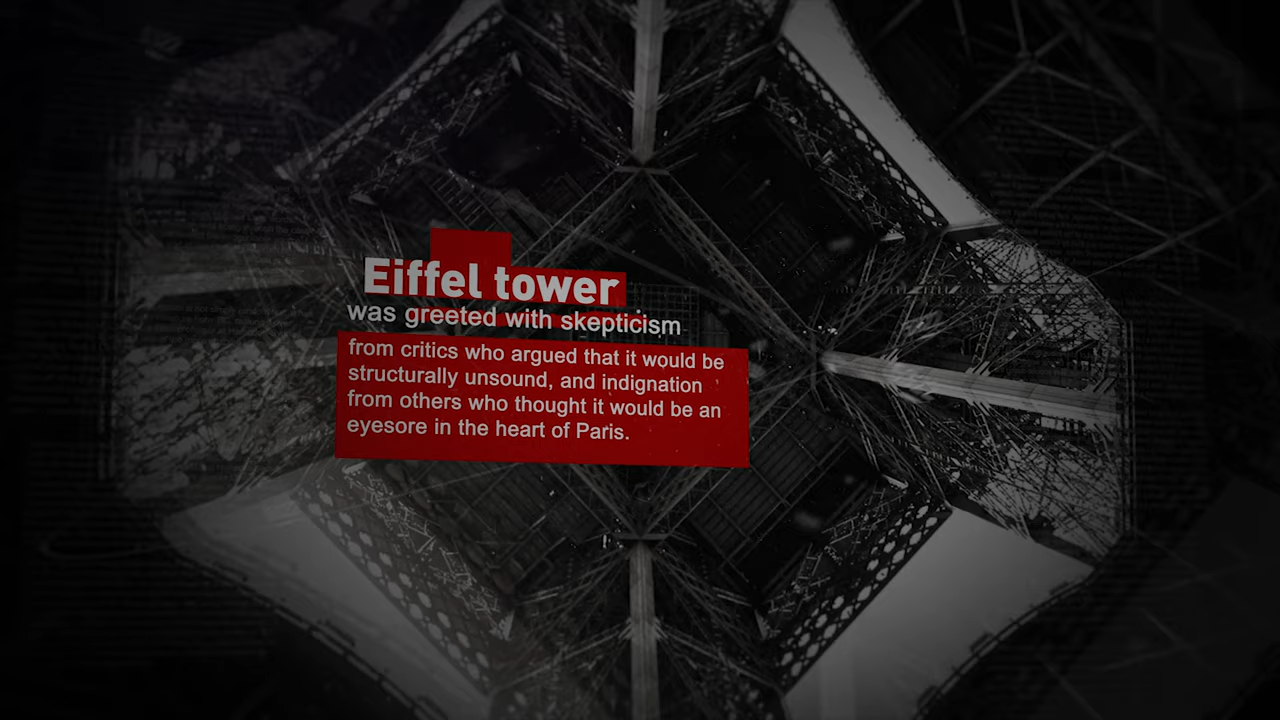 Eiffel tower
was greeted with skepticism
from critics who argued that it would be
structurally unsound, and indignation
from others who thought it would be an
eyesore in the heart of Paris.